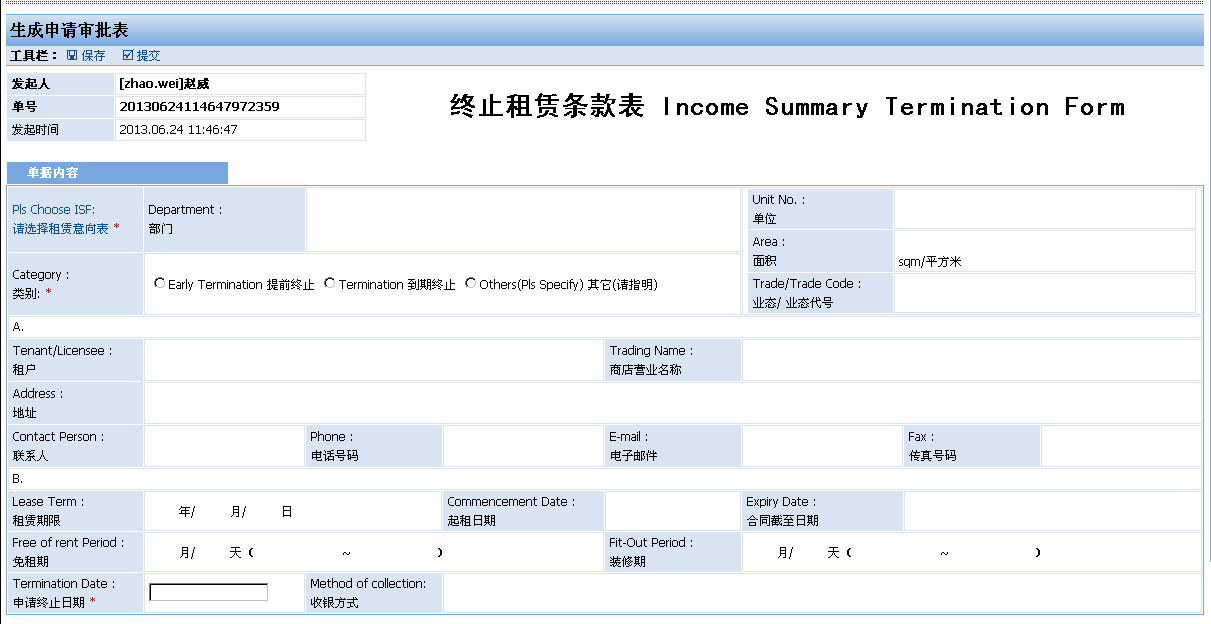 生成申请审批表
工具栏： 保存 提交
发起人 [zhao.wei]赵威
单号 20130624114647972359
发起时间 2013.06.24 11:46:47
终止租赁条款表 Income Summary Termination Form
单据内容
Pls Choose ISF:
请选择租赁意向表 *
Department :
部门
Unit No. :
单位
Area :
面积
sqm/平方米
Category :
类别: *
Early Termination 提前终止 Termination 到期终止 Others(Pls Specify) 其它(请指明)
Trade/Trade Code :
业态/ 业态代号
A.
Tenant/Licensee :
租户
Trading Name :
商店营业名称
Address :
地址
Contact Person :
联系人
Phone :
电话号码
E-mail :
电子邮件
Fax :
传真号码
B.
Lease Term :
租赁期限
年/ 月/ 日
Commencement Date :
起租日期
Expiry Date :
合同截至日期
Free of rent Period :
免租期
月/ 天 ( ~ )
Fit-Out Period :
装修期
月/ 天 ( ~ )
Termination Date :
申请终止日期 *
Method of collection:
收银方式